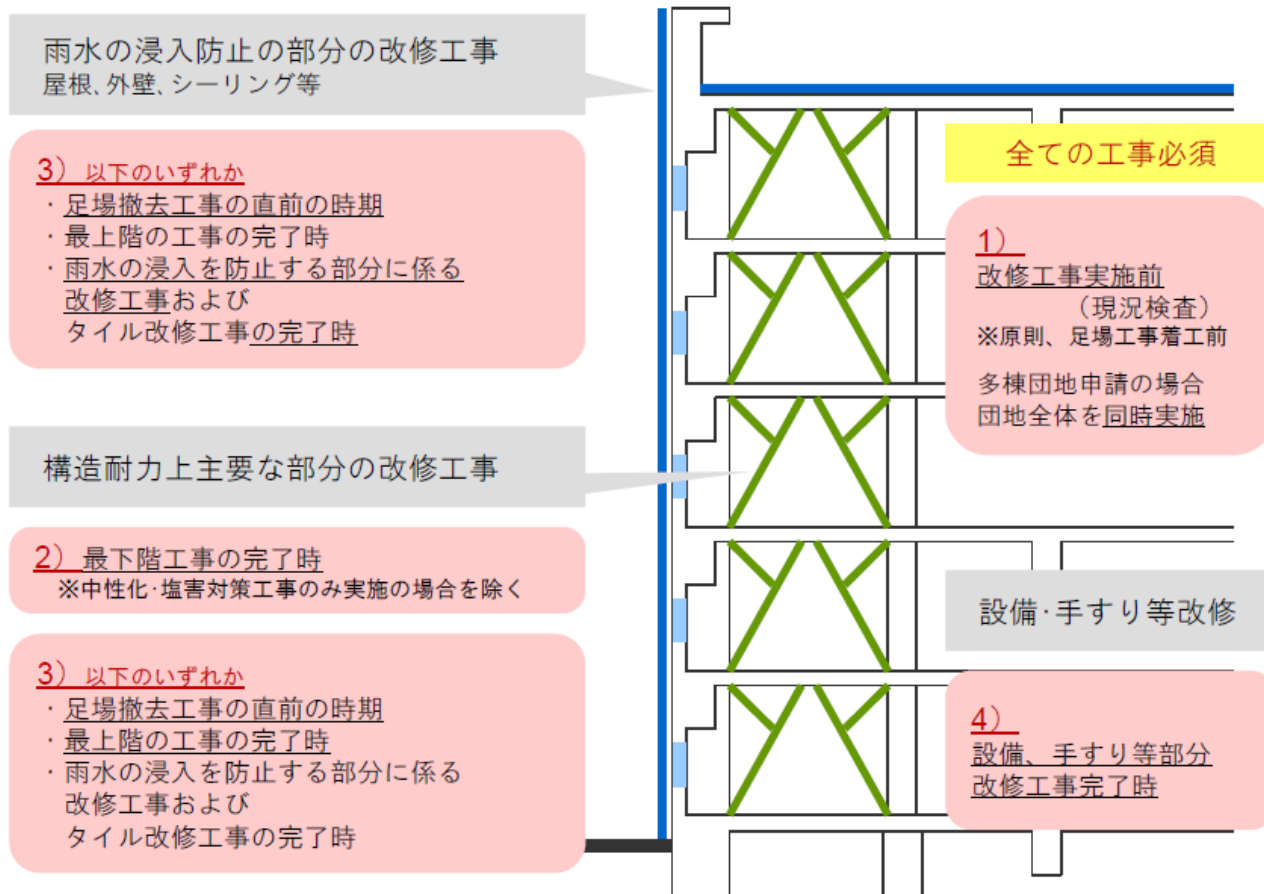 雨水の浸入防止の部分の改修工事
屋根、外壁、シーリング等
3) 以下のいずれか
・足場撤去工事の直前の時期
・最上階の工事の完了時
・雨水の浸入を防止する部分に係る
改修工事および
タイル改修工事の完了時
構造耐力上主要な部分の改修工事
2) 最下階工事の完了時
※中性化・塩害対策工事のみ実施の場合を除く
3) 以下のいずれか
・足場撤去工事の直前の時期
・最上階の工事の完了時
・雨水の浸入を防止する部分に係る
改修工事および
タイル改修工事の完了時
全ての工事必須
1)
改修工事実施前
(現況検査)
※原則、足場工事着工前
多棟団地申請の場合
団地全体を同時実施
設備・手すり等改修
4)
設備、手すり等部分
改修工事完了時